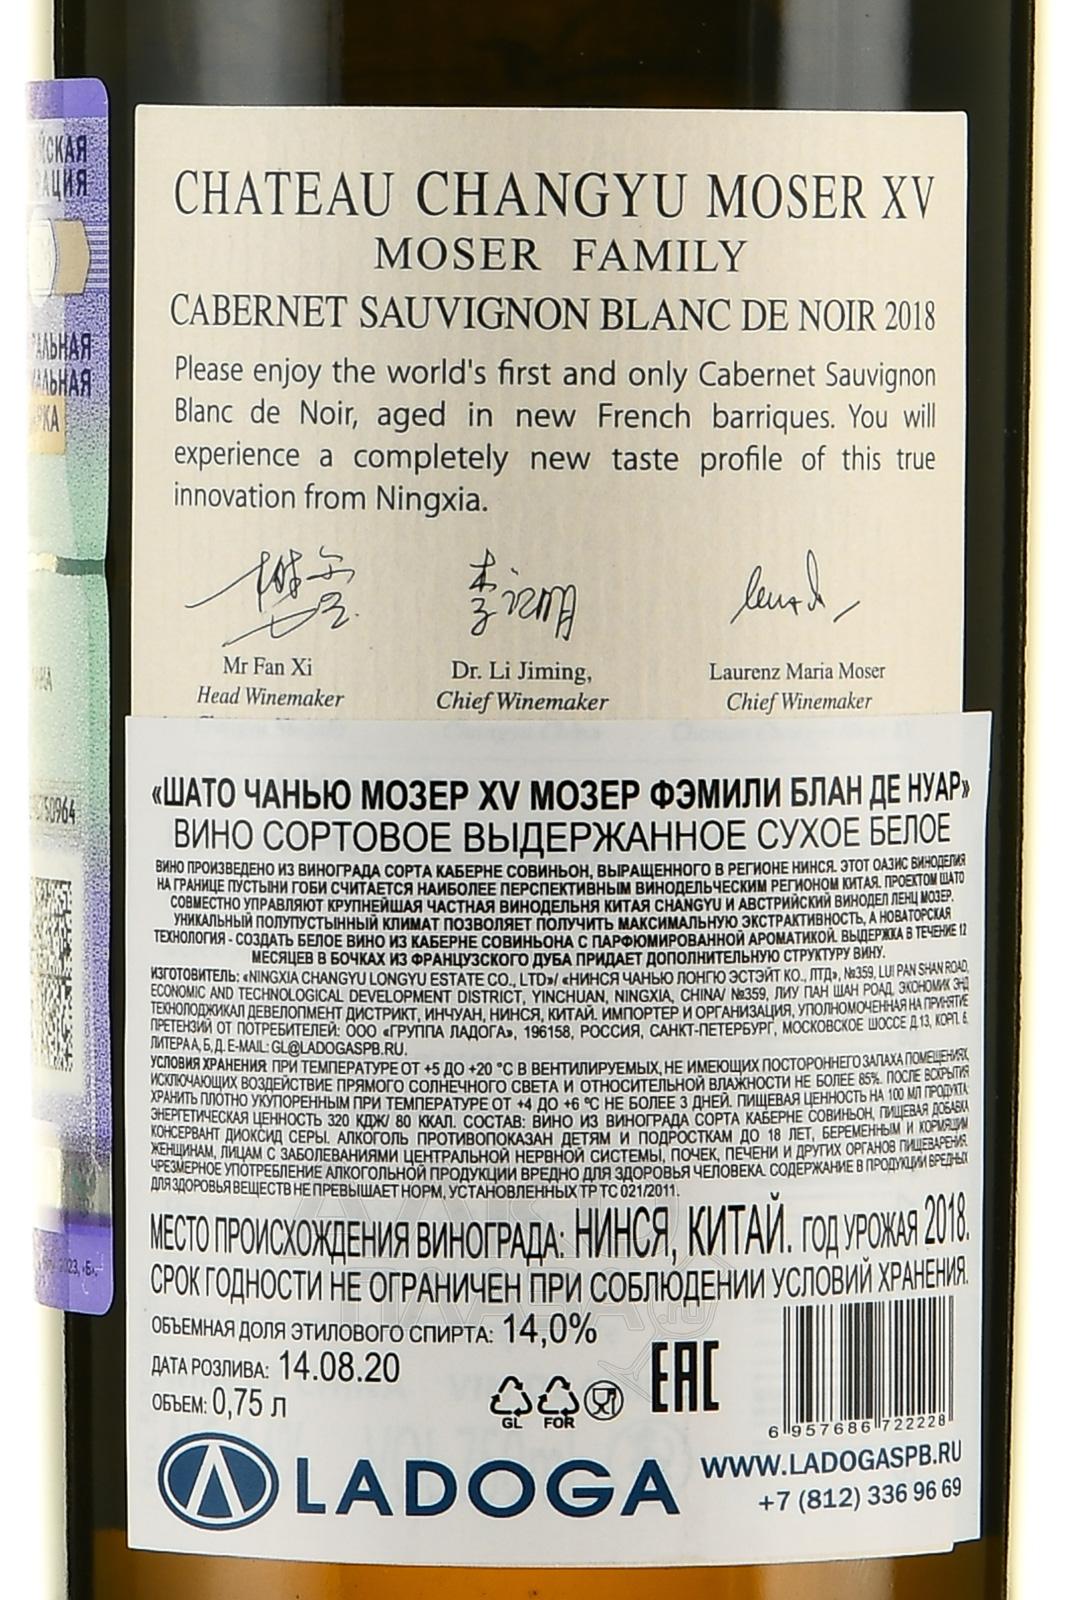 CHATEAU CHANGYU MOSER XV
MOSER FAMILY
CABERNET SAUVIGNON BLANC DE NOIR 2018
Please enjoy the world's first and only Cabernet Sauvignon
Blanc de Noir, aged in new French barriques. You will
experience a completely new taste profile of this true
innovation from Ningxia.
Mr Fan Xi
Head Winemaker
Dr. Li Jiming,
Chief Winemaker
Laurenz Maria Moser
Chief Winemaker
«ШАТО ЧАНЬЮ МОЗЕР XV МОЗЕР ФЭМИЛИ БЛАН ДЕ НУАР»
ВИНО СОРТОВОЕ ВЫДЕРЖАННОЕ СУХОЕ БЕЛОЕ
ВИНО ПРОИЗВЕДЕНО ИЗ ВИНОГРАДА СОРТА КАБЕРНЕ СОВИНЬОН, ВЫРАЩЕННОГО В РЕГИОНЕ НИНСЯ. ЭТОТ ОАЗИС ВИНОДЕЛИЯ
НА ГРАНИЦЕ ПУСТЫНИ ГОБИ СЧИТАЕТСЯ НАИБОЛЕЕ ПЕРСПЕКТИВНЫМ ВИНОДЕЛЬЧЕСКИМ РЕГИОНОМ КИТАЯ. ПРОЕКТОМ ШАТО
СОВМЕСТНО УПРАВЛЯЮТ КРУПНЕЙШАЯ ЧАСТНАЯ ВИНОДЕЛЬНЯ КИТАЯ CHANGYU И АВСТРИЙСКИЙ ВИНОДЕЛ ЛЕНЦ МОЗЕР.
УНИКАЛЬНЫЙ ПОЛУПУСТЫННЫЙ КЛИМАТ ПОЗВОЛЯЕТ ПОЛУЧИТЬ МАКСИМАЛЬНУЮ ЭКСТРАКТИВНОСТЬ, А НОВАТОРСКАЯ
ТЕХНОЛОГИЯ - СОЗДАТЬ БЕЛОЕ ВИНО ИЗ КАБЕРНЕ СОВИНЬОНА С ПАРФЮМИРОВАННОЙ АРОМАТИКОЙ. ВЫДЕРЖКА В ТЕЧЕНИЕ 12
МЕСЯЦЕВ В БОЧКАХ ИЗ ФРАНЦУЗСКОГО ДУБА ПРИДАЕТ ДОПОЛНИТЕЛЬНУЮ СТРУКТУРУ ВИНУ.
ИЗГОТОВИТЕЛЬ: «NINGXIA CHANGYU LONGYU ESTATE CO., LTD»/ «НИНСЯ ЧАНЬЮ ЛОНГЮ ЭСТЭЙТ КО., ЛТД», №359, LUI PAN SHAN ROAD,
ECONOMIC AND TECHNOLOGICAL DEVELOPMENT DISTRICT, YINCHUAN, NINGXIA, CHINA/ №359, ЛИУ ПАН ШАН РОАД, ЭКОНОМИК ЭНД
ТЕКНОЛОДЖИКАЛ ДЕВЕЛОПМЕНТ ДИСТРИКТ, ИНЧУАН, НИНСЯ, КИТАЙ. ИМПОРТЕР И ОРГАНИЗАЦИЯ, УПОЛНОМОЧЕННАЯ НА ПРИНЯТИЕ
ПРЕТЕНЗИЙ ОТ ПОТРЕБИТЕЛЕЙ: ООО «ГРУППА ЛАДОГА», 196158, РОССИЯ, САНКТ-ПЕТЕРБУРГ, МОСКОВСКОЕ ШОССЕ Д.13, КОРП. 6,
ЛИТЕРА А, Б, Д. E-MAIL: GL@LADOGASPB.RU.
УСЛОВИЯ ХРАНЕНИЯ: ПРИ ТЕМПЕРАТУРЕ ОТ +5 ДО +20 °С В ВЕНТИЛИРУЕМЫХ, НЕ ИМЕЮЩИХ ПОСТОРОННЕГО ЗАПАХА ПОМЕЩЕНИЯХ,
ИСКЛЮЧАЮЩИХ ВОЗДЕЙСТВИЕ ПРЯМОГО СОЛНЕЧНОГО СВЕТА И ОТНОСИТЕЛЬНОЙ ВЛАЖНОСТИ НЕ БОЛЕЕ 85%. ПОСЛЕ ВСКРЫТИЯ
ХРАНИТЬ ПЛОТНО УКУПОРЕННЫМ ПРИ ТЕМПЕРАТУРЕ ОТ +4 ДО +6 °С НЕ БОЛЕЕ 3 ДНЕЙ. ПИЩЕВАЯ ЦЕННОСТЬ НА 100 МЛ ПРОДУКТА:
ЭНЕРГЕТИЧЕСКАЯ ЦЕННОСТЬ 320 КДЖ/ 80 ККАЛ. СОСТАВ: ВИНО ИЗ ВИНОГРАДА СОРТА КАБЕРНЕ СОВИНЬОН, ПИЩЕВАЯ ДОБАВКА
КОНСЕРВАНТ ДИОКСИД СЕРЫ. АЛКОГОЛЬ ПРОТИВОПОКАЗАН ДЕТЯМ И ПОДРОСТКАМ ДО 18 ЛЕТ, БЕРЕМЕННЫМ И КОРМЯЩИМ
ЖЕНЩИНАМ, ЛИЦАМ С ЗАБОЛЕВАНИЯМИ ЦЕНТРАЛЬНОЙ НЕРВНОЙ СИСТЕМЫ, ПОЧЕК, ПЕЧЕНИ И ДРУГИХ ОРГАНОВ ПИЩЕВАРЕНИЯ.
ЧРЕЗМЕРНОЕ УПОТРЕБЛЕНИЕ АЛКОГОЛЬНОЙ ПРОДУКЦИИ ВРЕДНО ДЛЯ ЗДОРОВЬЯ ЧЕЛОВЕКА. СОДЕРЖАНИЕ В ПРОДУКЦИИ ВРЕДНЫХ
ДЛЯ ЗДОРОВЬЯ ВЕЩЕСТВ НЕ ПРЕВЫШАЕТ НОРМ, УСТАНОВЛЕННЫХ ТР ТС 021/2011.
МЕСТО ПРОИСХОЖДЕНИЯ ВИНОГРАДА: НИНСЯ, КИТАЙ. ГОД УРОЖАЯ 2018.
СРОК ГОДНОСТИ НЕ ОГРАНИЧЕН ПРИ СОБЛЮДЕНИИ УСЛОВИЙ ХРАНЕНИЯ.
ОБЪЕМНАЯ ДОЛЯ ЭТИЛОВОГО СПИРТА: 14,0%
ДАТА РОЗЛИВА: 14.08.20
ОБЪЕМ: 0,75 л
GL FOR
EAC
6 957686 722228
LADOGA
WWW.LADOGASPB.RU
+7 (812) 336 96 69